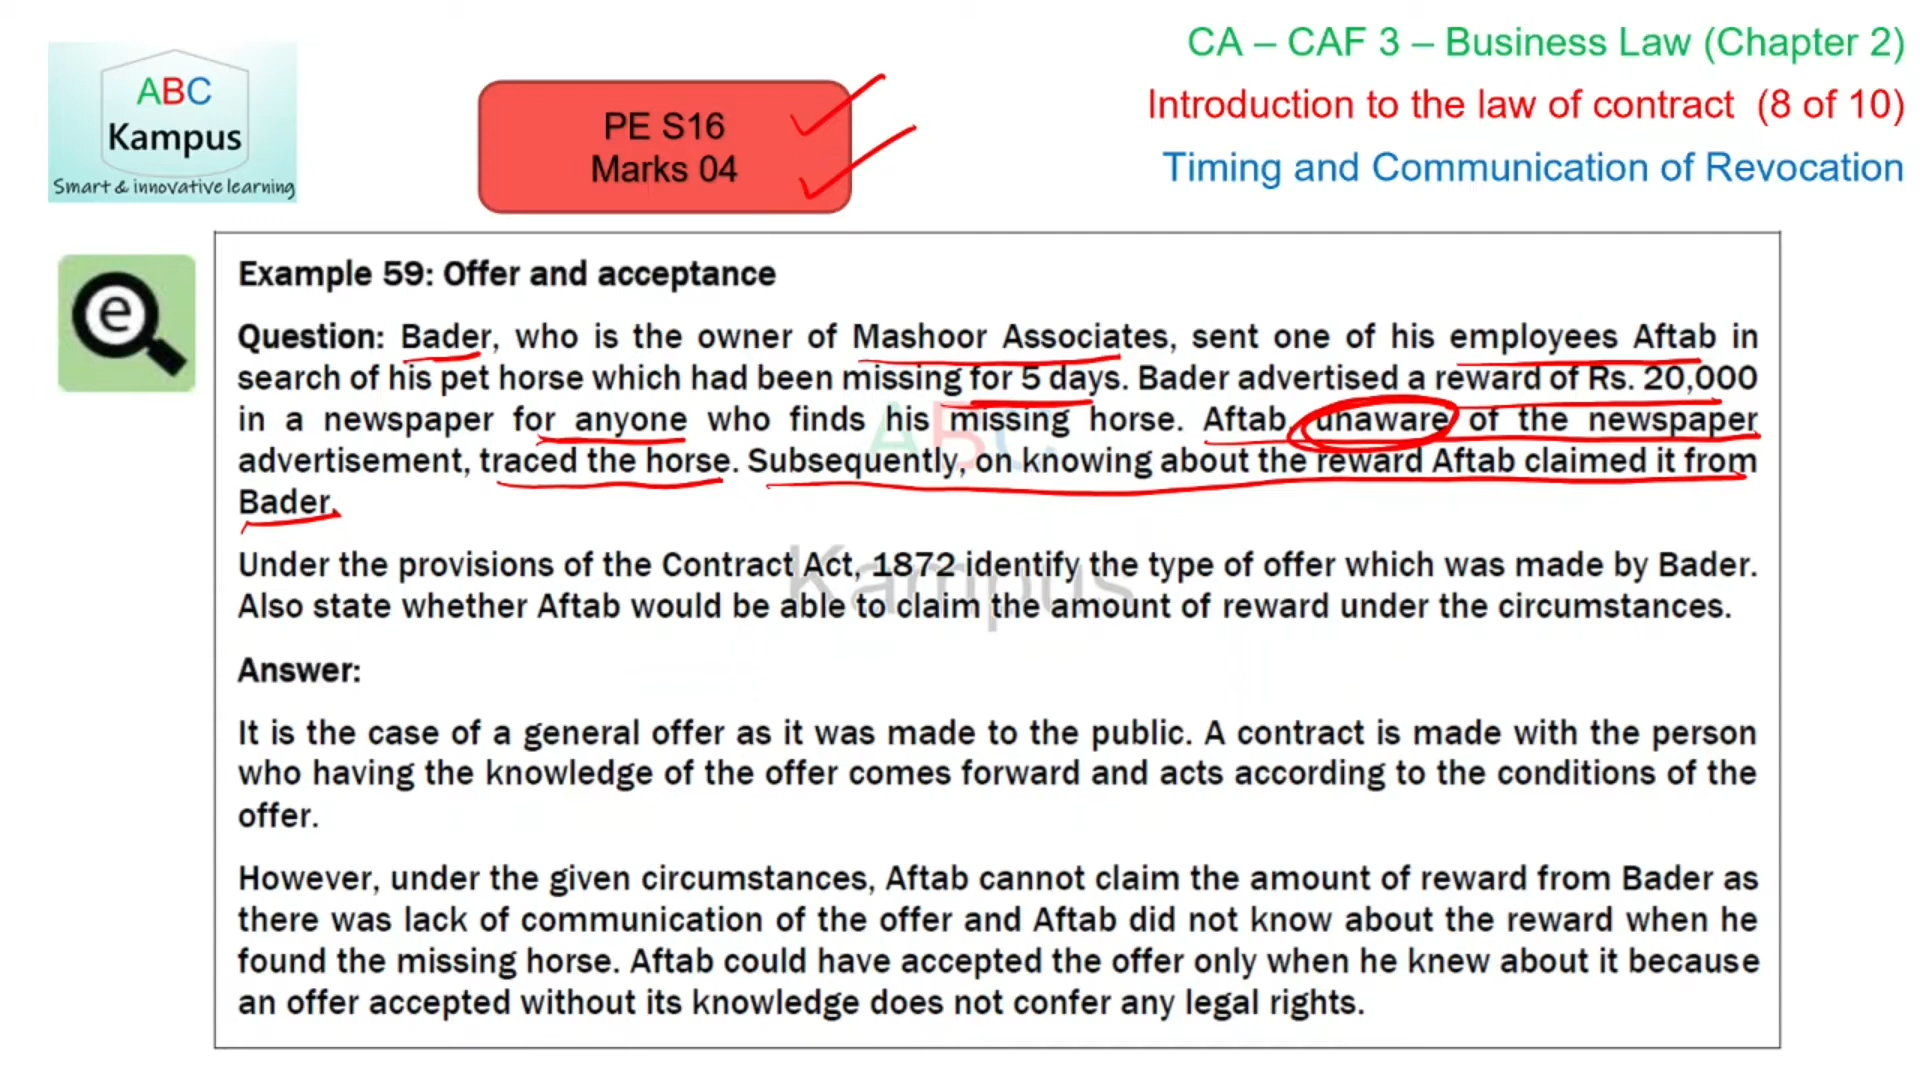 ABC
Kampus
Smart & innovative learning
PE S16
Marks 04
CA – CAF 3 – Business Law (Chapter 2)
Introduction to the law of contract (8 of 10)
Timing and Communication of Revocation
e
Example 59: Offer and acceptance
Question: Bader, who is the owner of Mashoor Associates, sent one of his employees Aftab in
search of his pet horse which had been missing for 5 days. Bader advertised a reward of Rs. 20,000
in a newspaper for anyone who finds his missing horse. Aftab, unaware of the newspaper
advertisement, traced the horse. Subsequently, on knowing about the reward Aftab claimed it from
Bader.
Under the provisions of the Contract Act, 1872 identify the type of offer which was made by Bader.
Also state whether Aftab would be able to claim the amount of reward under the circumstances.
Answer:
It is the case of a general offer as it was made to the public. A contract is made with the person
who having the knowledge of the offer comes forward and acts according to the conditions of the
offer.
However, under the given circumstances, Aftab cannot claim the amount of reward from Bader as
there was lack of communication of the offer and Aftab did not know about the reward when he
found the missing horse. Aftab could have accepted the offer only when he knew about it because
an offer accepted without its knowledge does not confer any legal rights.
ABC
Kampus